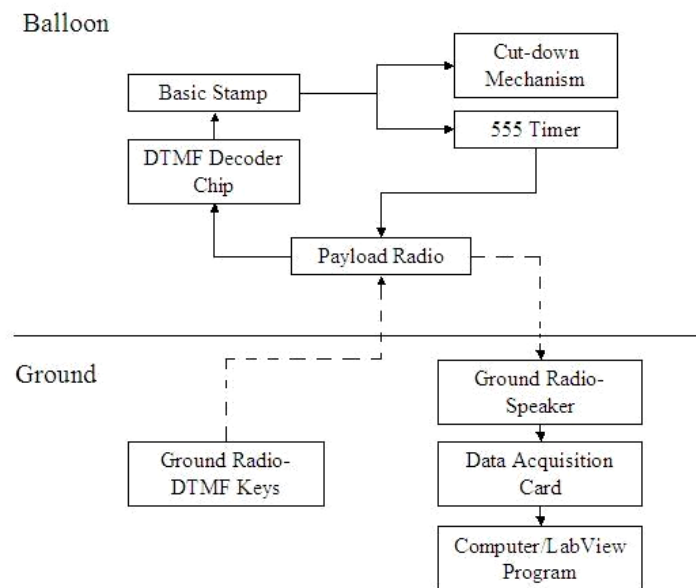 Balloon
Cut-down
Mechanism
Basic Stamp
555 Timer
DTMF Decoder
Chip
Payload Radio
Ground
Ground Radio-
Speaker
Ground Radio-
DTMF Keys
Data Acquisition
Card
Computer/LabView
Program